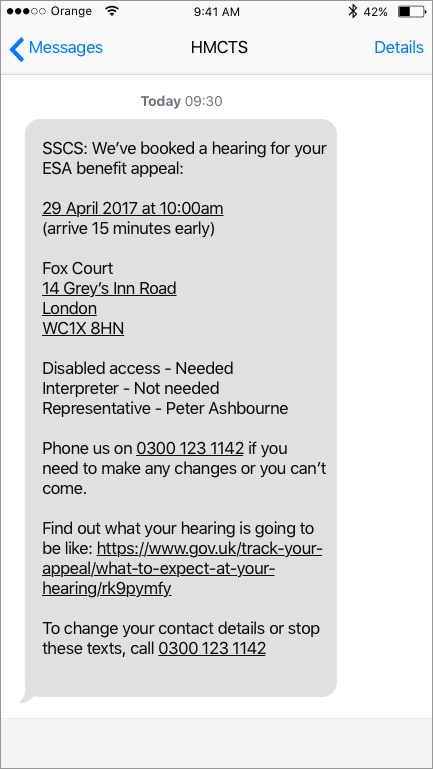 Orange 9:41 AM 42%
Messages HMCTS Details
Today 09:30
SSCS: We've booked a hearing for your
ESA benefit appeal:
29 April 2017 at 10:00am
(arrive 15 minutes early)
Fox Court
14 Grey's Inn Road
London
WC1X 8HN
Disabled access - Needed
Interpreter - Not needed
Representative - Peter Ashbourne
Phone us on 0300 123 1142 if you
need to make any changes or you can't
come.
Find out what your hearing is going to
be like: https://www.gov.uk/track-your-
appeal/what-to-expect-at-your-
hearing/rk9pymfy
To change your contact details or stop
these texts, call 0300 123 1142